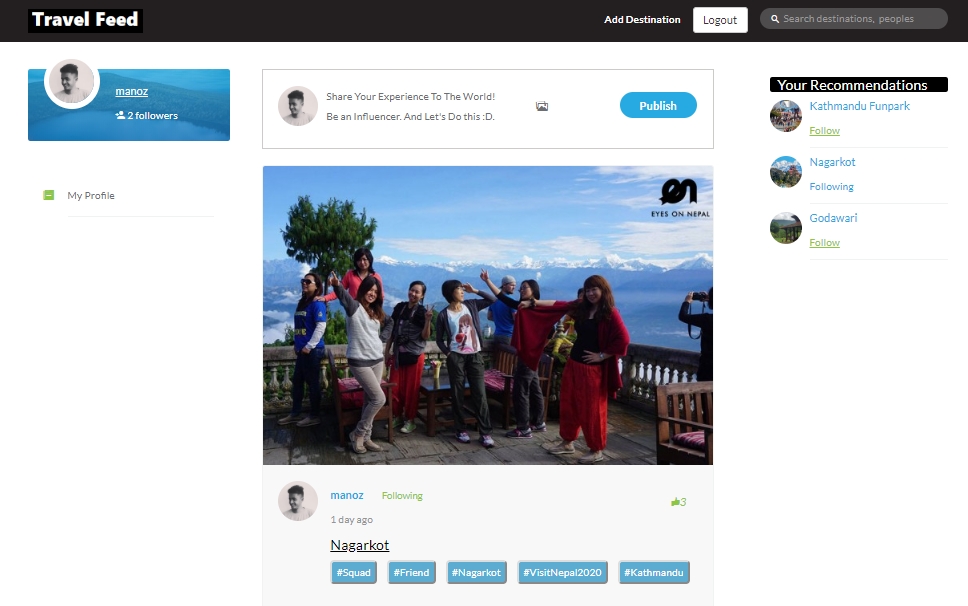 Travel Feed
Add Destination
Logout
Search destinations, peoples
manoz
2 followers
My Profile
Share Your Experience To The World!
Be an Influencer. And Let's Do this :D.
Publish
EYES ON NEPAL
manoz
Following
3
1 day ago
Nagarkot
#Squad #Friend #Nagarkot #VisitNepal2020 #Kathmandu
Your Recommendations
Kathmandu Funpark
Follow
Nagarkot
Following
Godawari
Follow